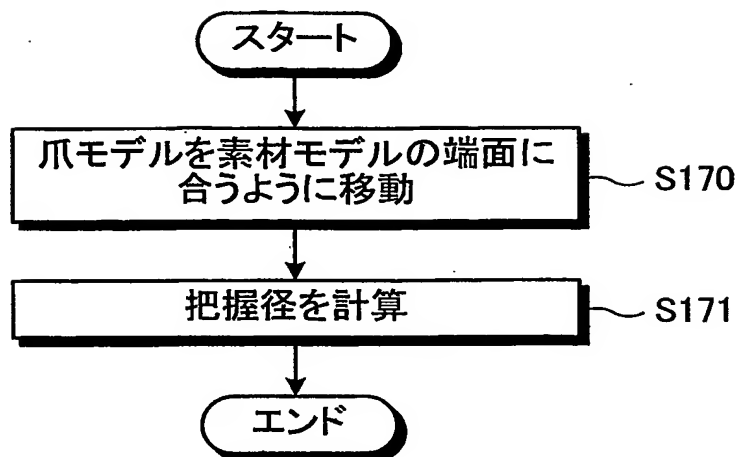 スタート
爪モデルを素材モデルの端面に
合うように移動
S170
把握径を計算
S171
エンド